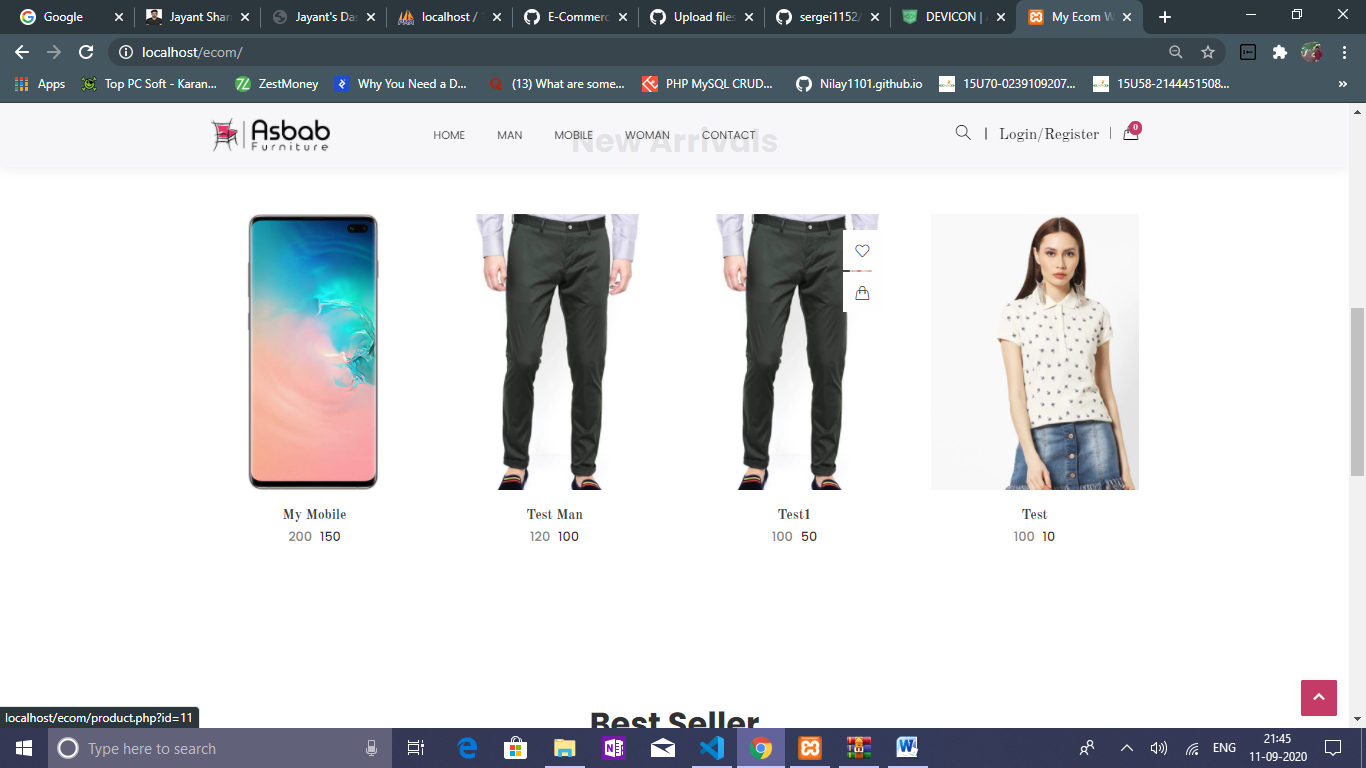 Google
Jayant Shar
Jayant's Das
localhost /
E-Commerc
Upload files
sergei1152/
DEVICON | 
My Ecom W
localhost/ecom/
Apps
Top PC Soft - Karan...
ZestMoney
Why You Need a D...
(13) What are some...
PHP MySQL CRUD...
Nilay1101.github.io
15U70-0239109207...
15U58-2144451508...
»
Asbab
Furniture
HOME
MAN
MOBILE
WOMAN
CONTACT
| Login/Register |
0
New Arrivals
My Mobile
200 150
Test Man
120 100
Test1
100 50
Test
100 10
Best Seller
localhost/ecom/product.php?id=11
Type here to search
ENG
21:45
11-09-2020